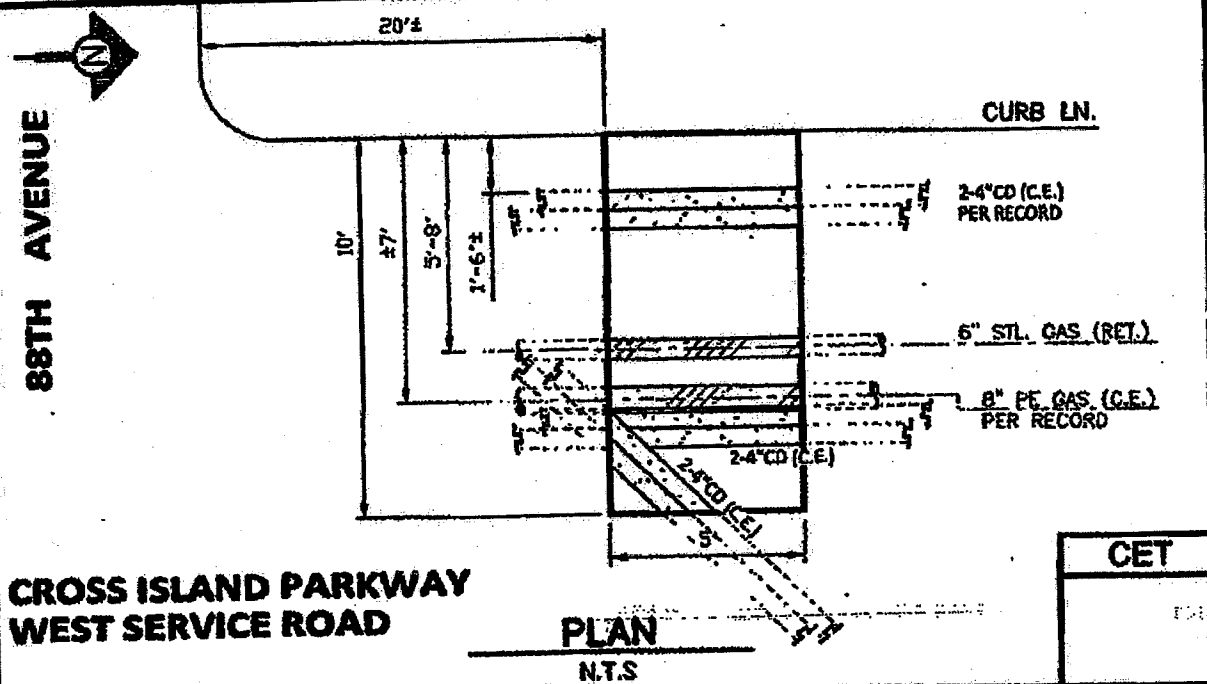 N
20'±
88TH AVENUE
CURB LN.
10'
±7'
5'-8'
1'-6"±
2-4"CD (C.E.)
PER RECORD
6" STL. GAS (RET.)
8" PE GAS (C.E.)
PER RECORD
2-4"CD (C.E.)
2-4"CD (C.E.)
5'
CET
CROSS ISLAND PARKWAY
WEST SERVICE ROAD
PLAN
N.T.S